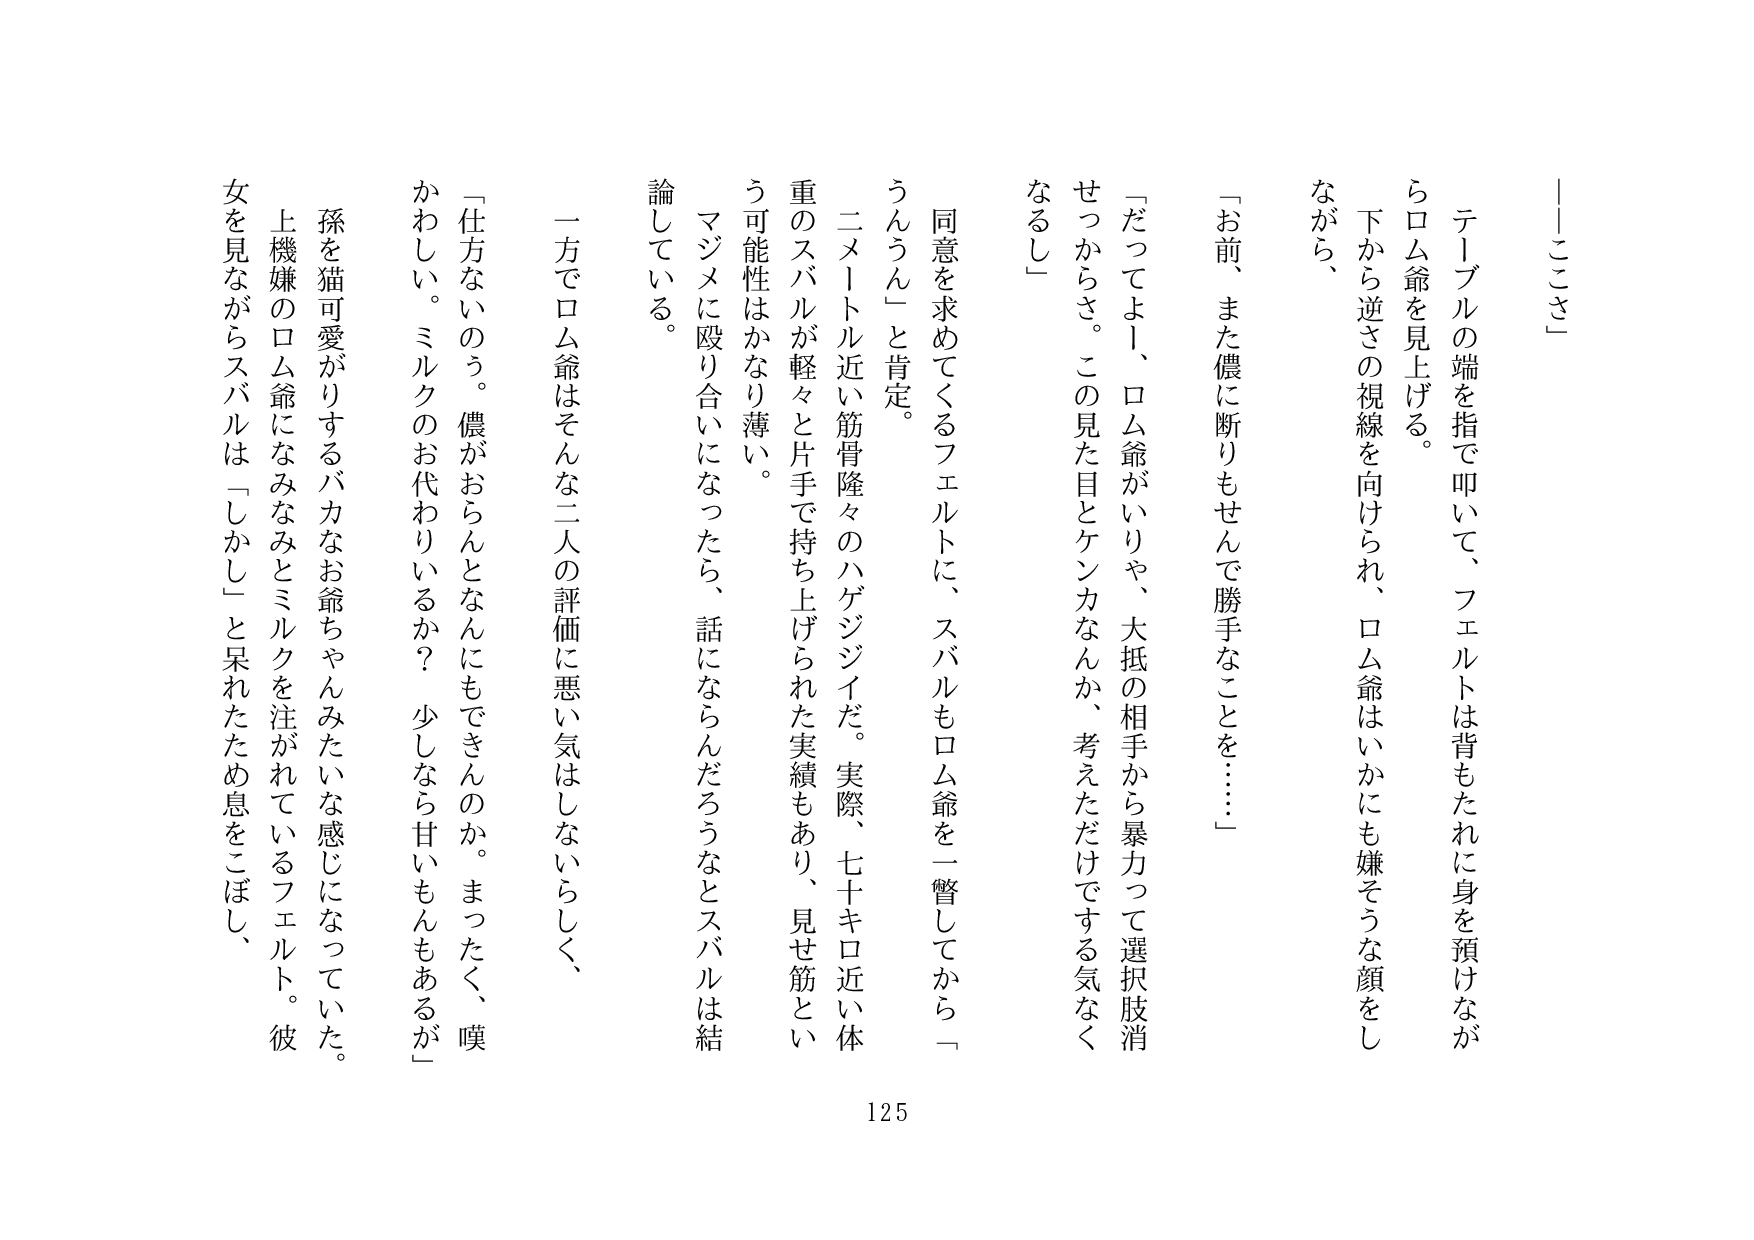 ――ここさ」
テーブルの端を指で叩いて、フェルトは背もたれに身を預けなが
らロム爺を見上げる。
下から逆さの視線を向けられ、ロム爺はいかにも嫌そうな顔をし
ながら、
「お前、また儂に断りもせんで勝手なことを……」
「だってよー、ロム爺がいりゃ、大抵の相手から暴力って選択肢消
せっからさ。この見た目とケンカなんか、考えただけでする気なく
なるし」
同意を求めてくるフェルトに、スバルもロム爺を一瞥してから「
うんうん」と肯定。
二メートル近い筋骨隆々のハゲジジイだ。実際、七十キロ近い体
重のスバルが軽々と片手で持ち上げられた実績もあり、見せ筋とい
う可能性はかなり薄い。
マジメに殴り合いになったら、話にならんだろうなとスバルは結
論している。
一方でロム爺はそんな二人の評価に悪い気はしないらしく、
「仕方ないのう。儂がおらんとなんにもできんのか。まったく、嘆
かわしい。ミルクのお代わりいるか？　少しなら甘いもんもあるが」
孫を猫可愛がりするバカなお爺ちゃんみたいな感じになっていた。
上機嫌のロム爺になみなみとミルクを注がれているフェルト。彼
女を見ながらスバルは「しかし」と呆れたため息をこぼし、
125